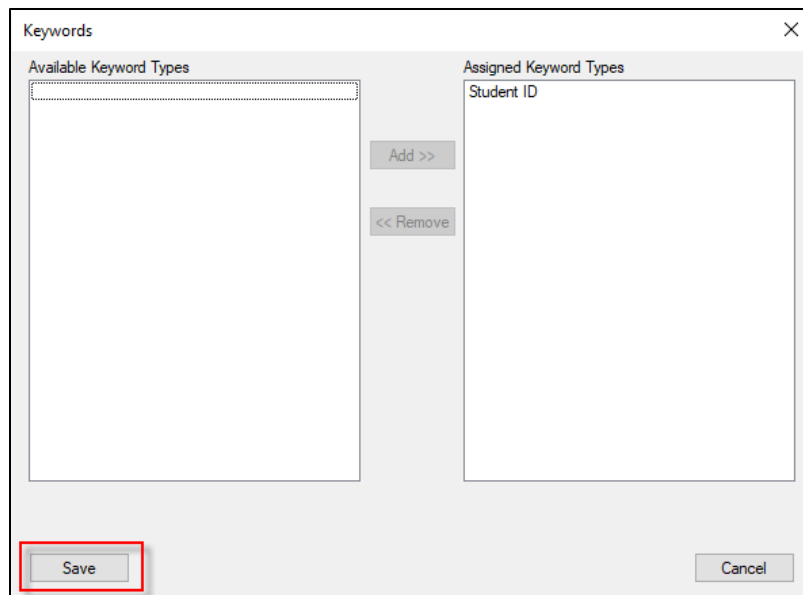 Keywords
Available Keyword Types
Assigned Keyword Types
Student ID
Add >>
<< Remove
Save
Cancel